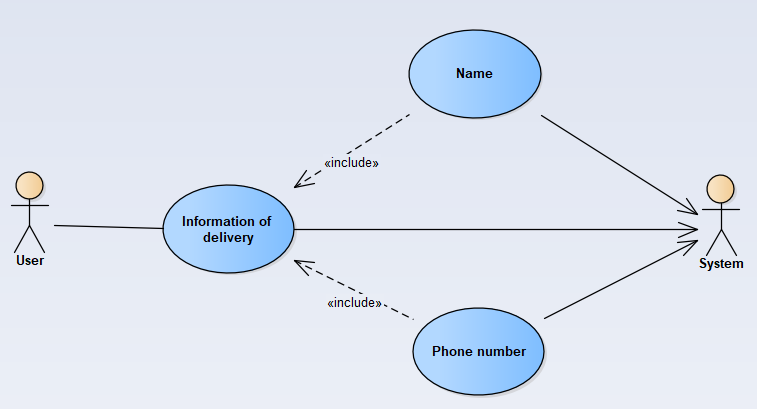 Name
«include»
Information of
delivery
User
System
«include»
Phone number